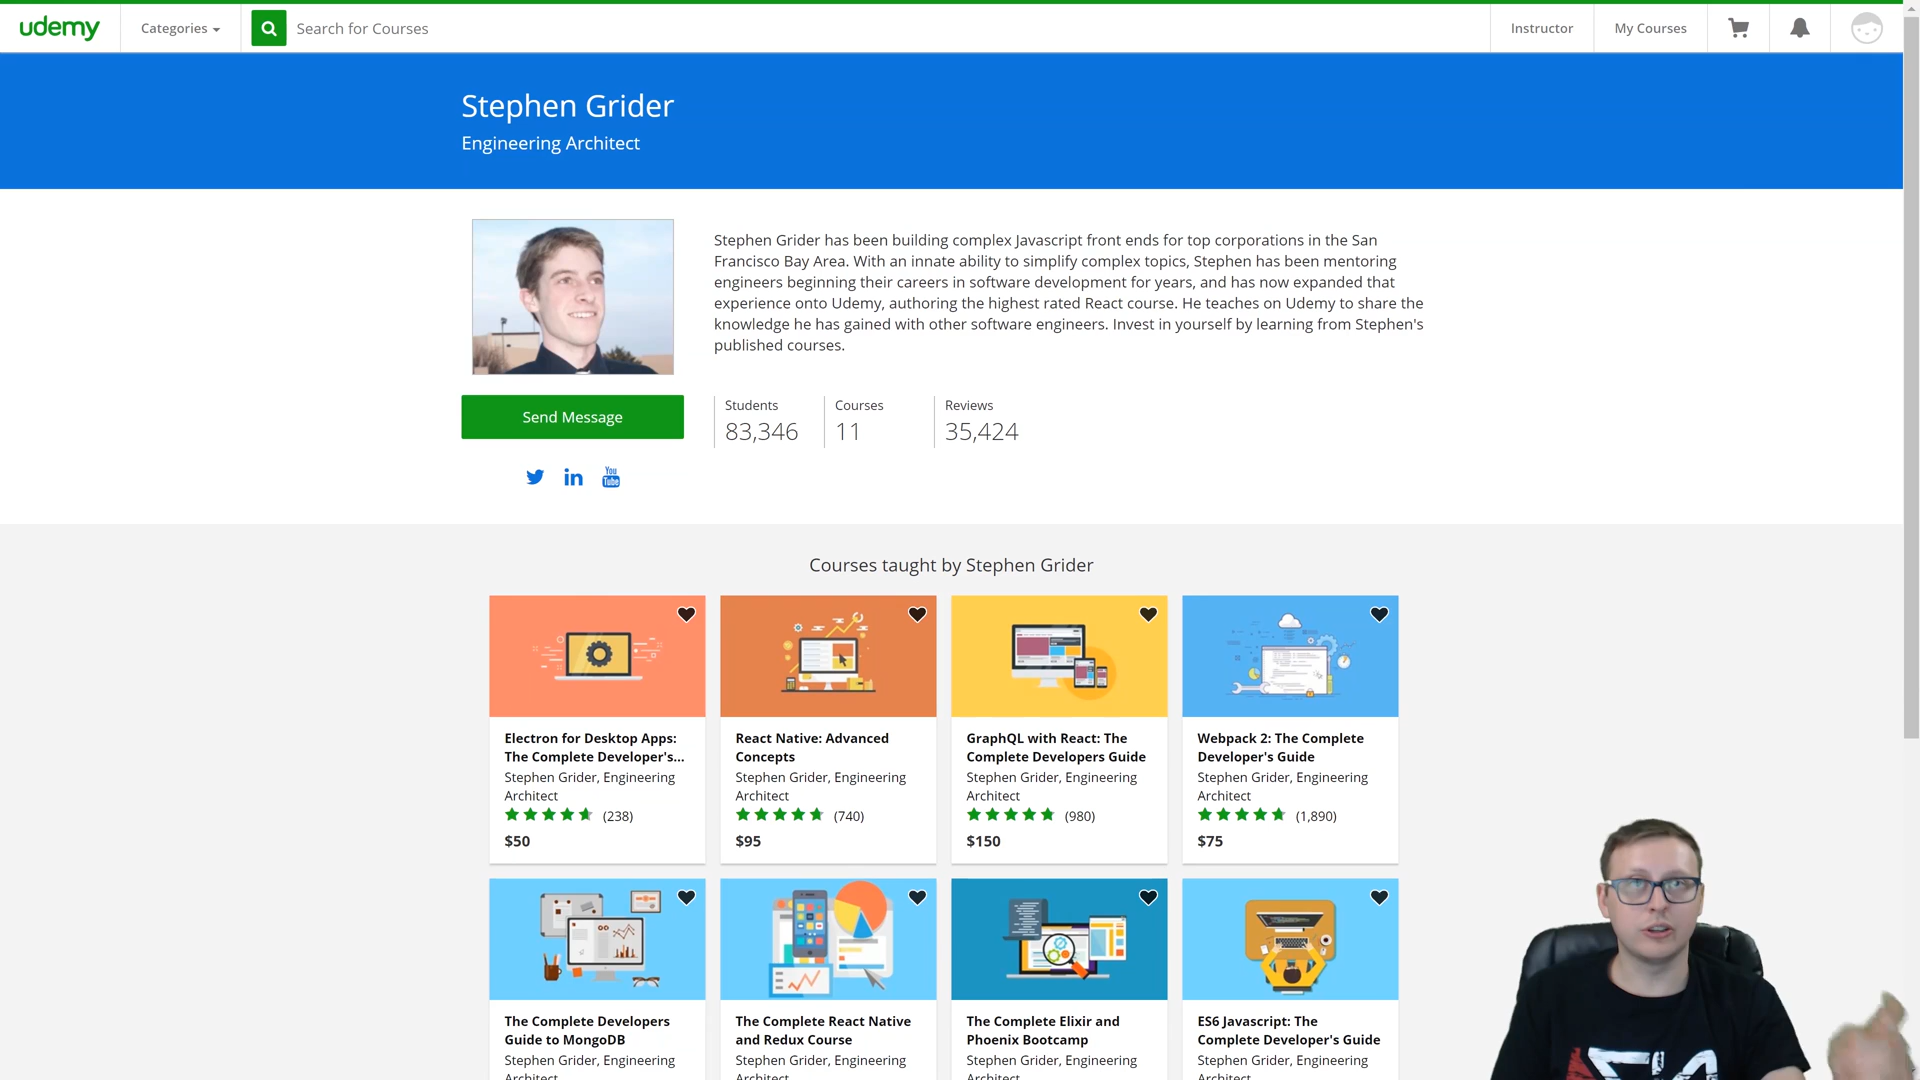 udemy
Categories
Search for Courses
Instructor
My Courses
Stephen Grider
Engineering Architect
Stephen Grider has been building complex Javascript front ends for top corporations in the San
Francisco Bay Area. With an innate ability to simplify complex topics, Stephen has been mentoring
engineers beginning their careers in software development for years, and has now expanded that
experience onto Udemy, authoring the highest rated React course. He teaches on Udemy to share the
knowledge he has gained with other software engineers. Invest in yourself by learning from Stephen's
published courses.
Send Message
Students
83,346
Courses
11
Reviews
35,424
You
Tube
Courses taught by Stephen Grider
Electron for Desktop Apps:
The Complete Developer's...
Stephen Grider, Engineering
Architect
(238)
$50
React Native: Advanced
Concepts
Stephen Grider, Engineering
Architect
(740)
$95
GraphQL with React: The
Complete Developers Guide
Stephen Grider, Engineering
Architect
(980)
$150
Webpack 2: The Complete
Developer's Guide
Stephen Grider, Engineering
Architect
(1,890)
$75
The Complete Developers
Guide to MongoDB
Stephen Grider, Engineering
Architect
The Complete React Native
and Redux Course
Stephen Grider, Engineering
Architect
The Complete Elixir and
Phoenix Bootcamp
Stephen Grider, Engineering
Architect
ES6 Javascript: The
Complete Developer's Guide
Stephen Grider, Engineering
Architect